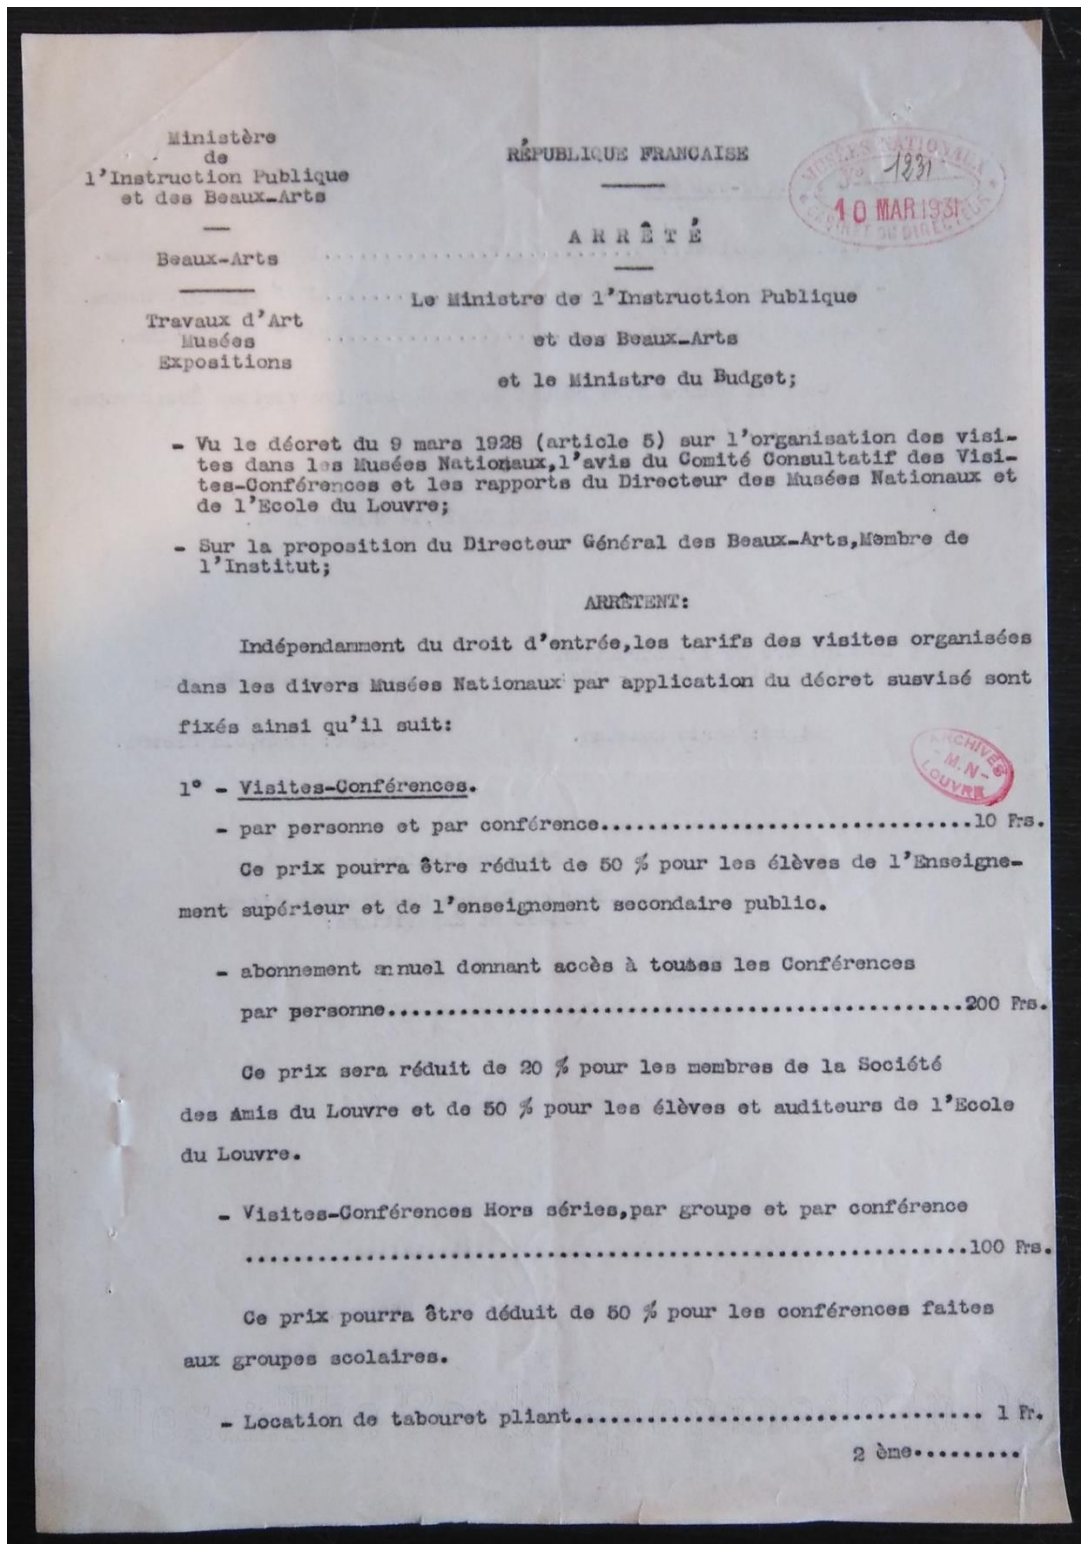 Ministère
de
l'Instruction Publique
et des Beaux-Arts
Beaux-Arts
Travaux d'Art
Musées
Expositions
RÉPUBLIQUE FRANCAISE
MUSÉES NATIONAUX
No 1231
10 MAR 1931
CABINET DU DIRECTEUR
ARRÊTÉ
Le Ministre de l'Instruction Publique
et des Beaux-Arts
et le Ministre du Budget;
- Vu le décret du 9 mars 1928 (article 5) sur l'organisation des visi-
tes dans les Musées Nationaux,l'avis du Comité Consultatif des Visi-
tes-Conférences et les rapports du Directeur des Musées Nationaux et
de l'Ecole du Louvre;
- Sur la proposition du Directeur Général des Beaux-Arts,Membre de
l'Institut;
ARRÊTENT:
Indépendamment du droit d'entrée,les tarifs des visites organisées
dans les divers Musées Nationaux par application du décret susvisé sont
fixés ainsi qu'il suit:
ARCHIVES
- M.N -
LOUVRE
1° - Visites-Conférences.
- par personne et par conférence..............................10 Frs.
Ce prix pourra être réduit de 50 % pour les élèves de l'Enseigne-
ment supérieur et de l'enseignement secondaire public.
- abonnement annuel donnant accès à toutes les Conférences
par personne...............................................200 Frs.
Ce prix sera réduit de 20 % pour les membres de la Société
des Amis du Louvre et de 50 % pour les élèves et auditeurs de l'Ecole
du Louvre.
- Visites-Conférences Hors séries,par groupe et par conférence
...........................................................100 Frs.
Ce prix pourra être déduit de 50 % pour les conférences faites
aux groupes scolaires.
- Location de tabouret pliant................................. 1 Fr.
2 ème.........